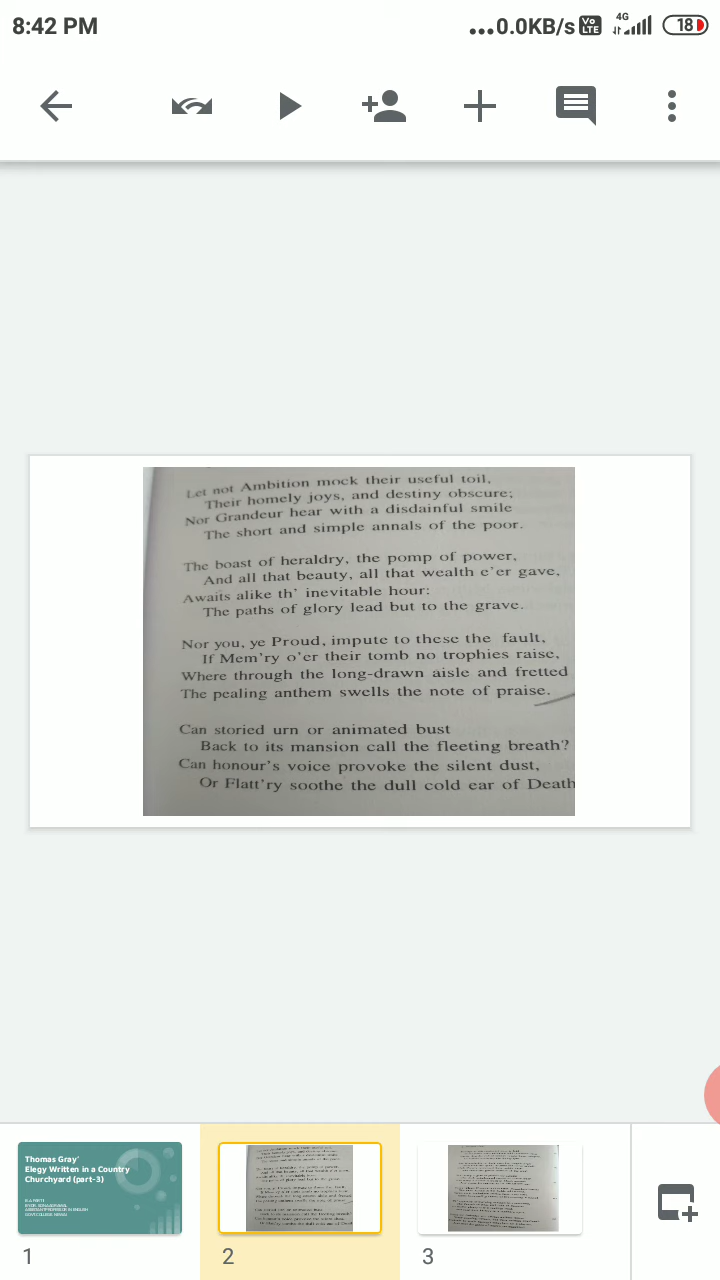 8:42 PM
...0.0KB/s Vo LTE 4G 18
Let not Ambition mock their useful toil,
Their homely joys, and destiny obscure;
Nor Grandeur hear with a disdainful smile
The short and simple annals of the poor.
The boast of heraldry, the pomp of power,
And all that beauty, all that wealth e'er gave,
Awaits alike th' inevitable hour:
The paths of glory lead but to the grave.
Nor you, ye Proud, impute to these the fault,
If Mem'ry o'er their tomb no trophies raise,
Where through the long-drawn aisle and fretted
The pealing anthem swells the note of praise.
Can storied urn or animated bust
Back to its mansion call the fleeting breath?
Can honour's voice provoke the silent dust,
Or Flatt'ry soothe the dull cold ear of Death
Thomas Gray'
Elegy Written in a Country
Churchyard (part-3)
1
2
3